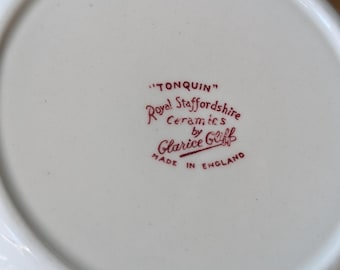 "TONQUIN"
Royal Staffordshire
Ceramics
by
Clarice Cliff
MADE IN ENGLAND